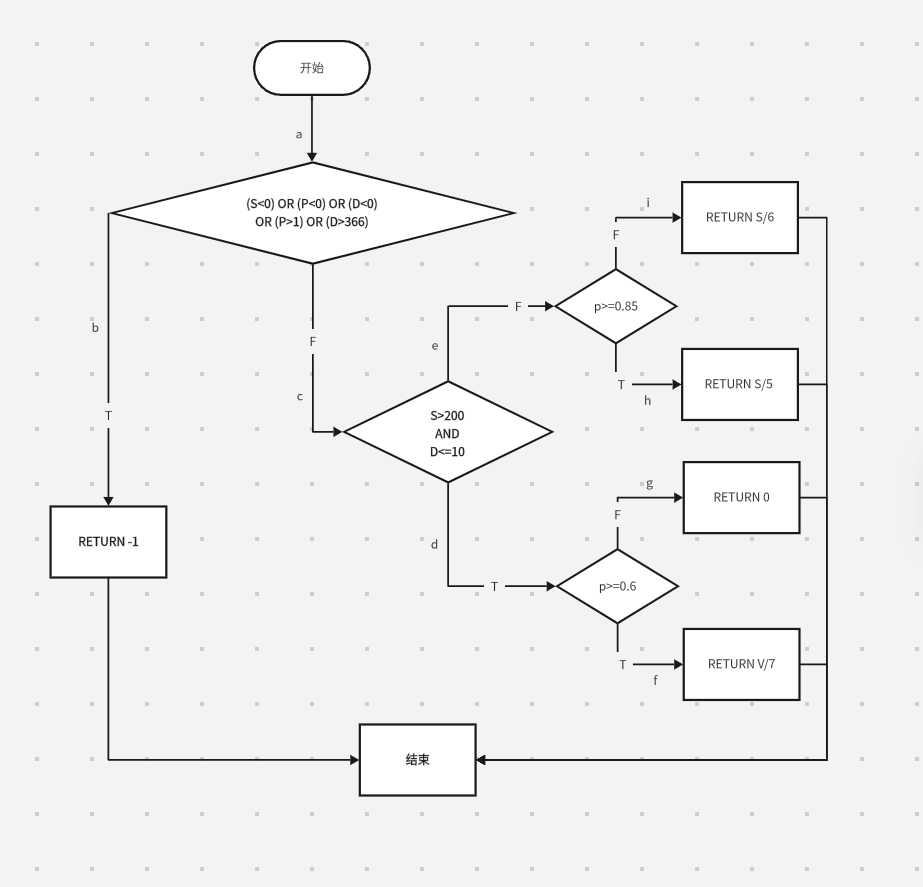 开始
a
(S<0) OR (P<0) OR (D<0)
OR (P>1) OR (D>366)
b
T
RETURN -1
F
c
S>200
AND
D<=10
e
F
p>=0.85
F
i
RETURN S/6
T
h
RETURN S/5
d
T
p>=0.6
F
g
RETURN 0
T
f
RETURN V/7
结束